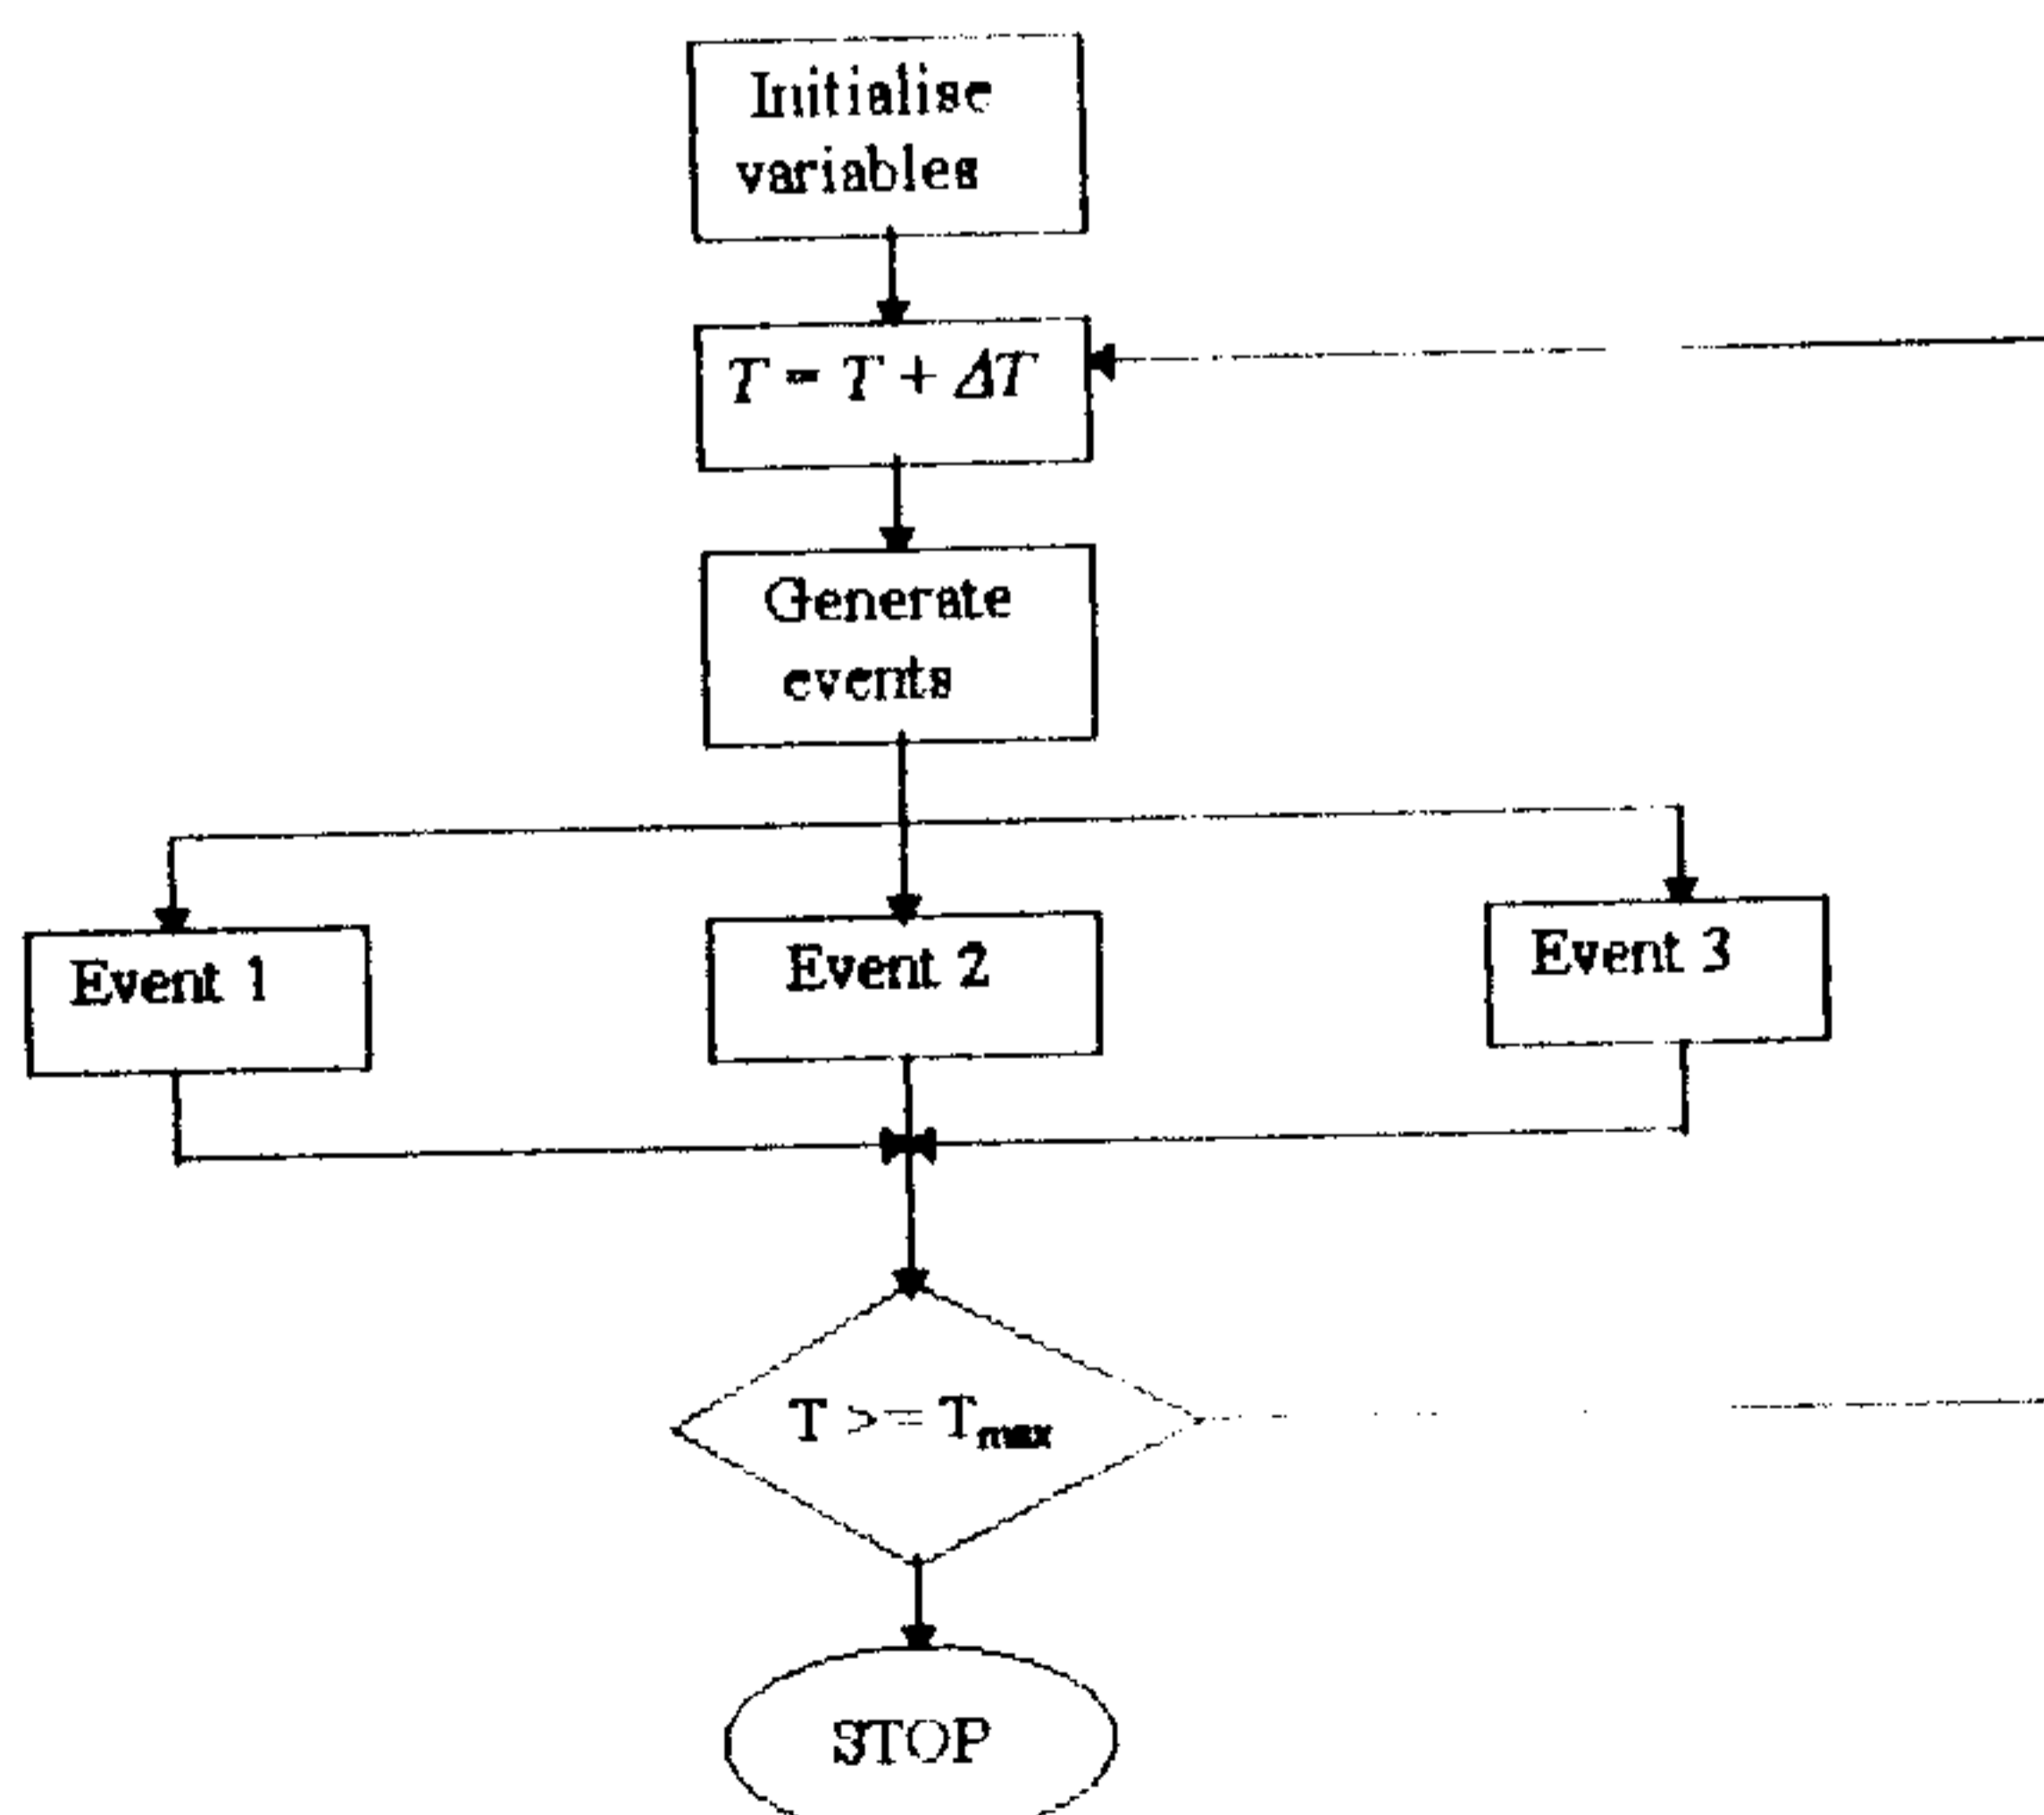 Initialise
variables
T = T + ΔT
Generate
events
Event 1
Event 2
Event 3
T >= Tmax
STOP